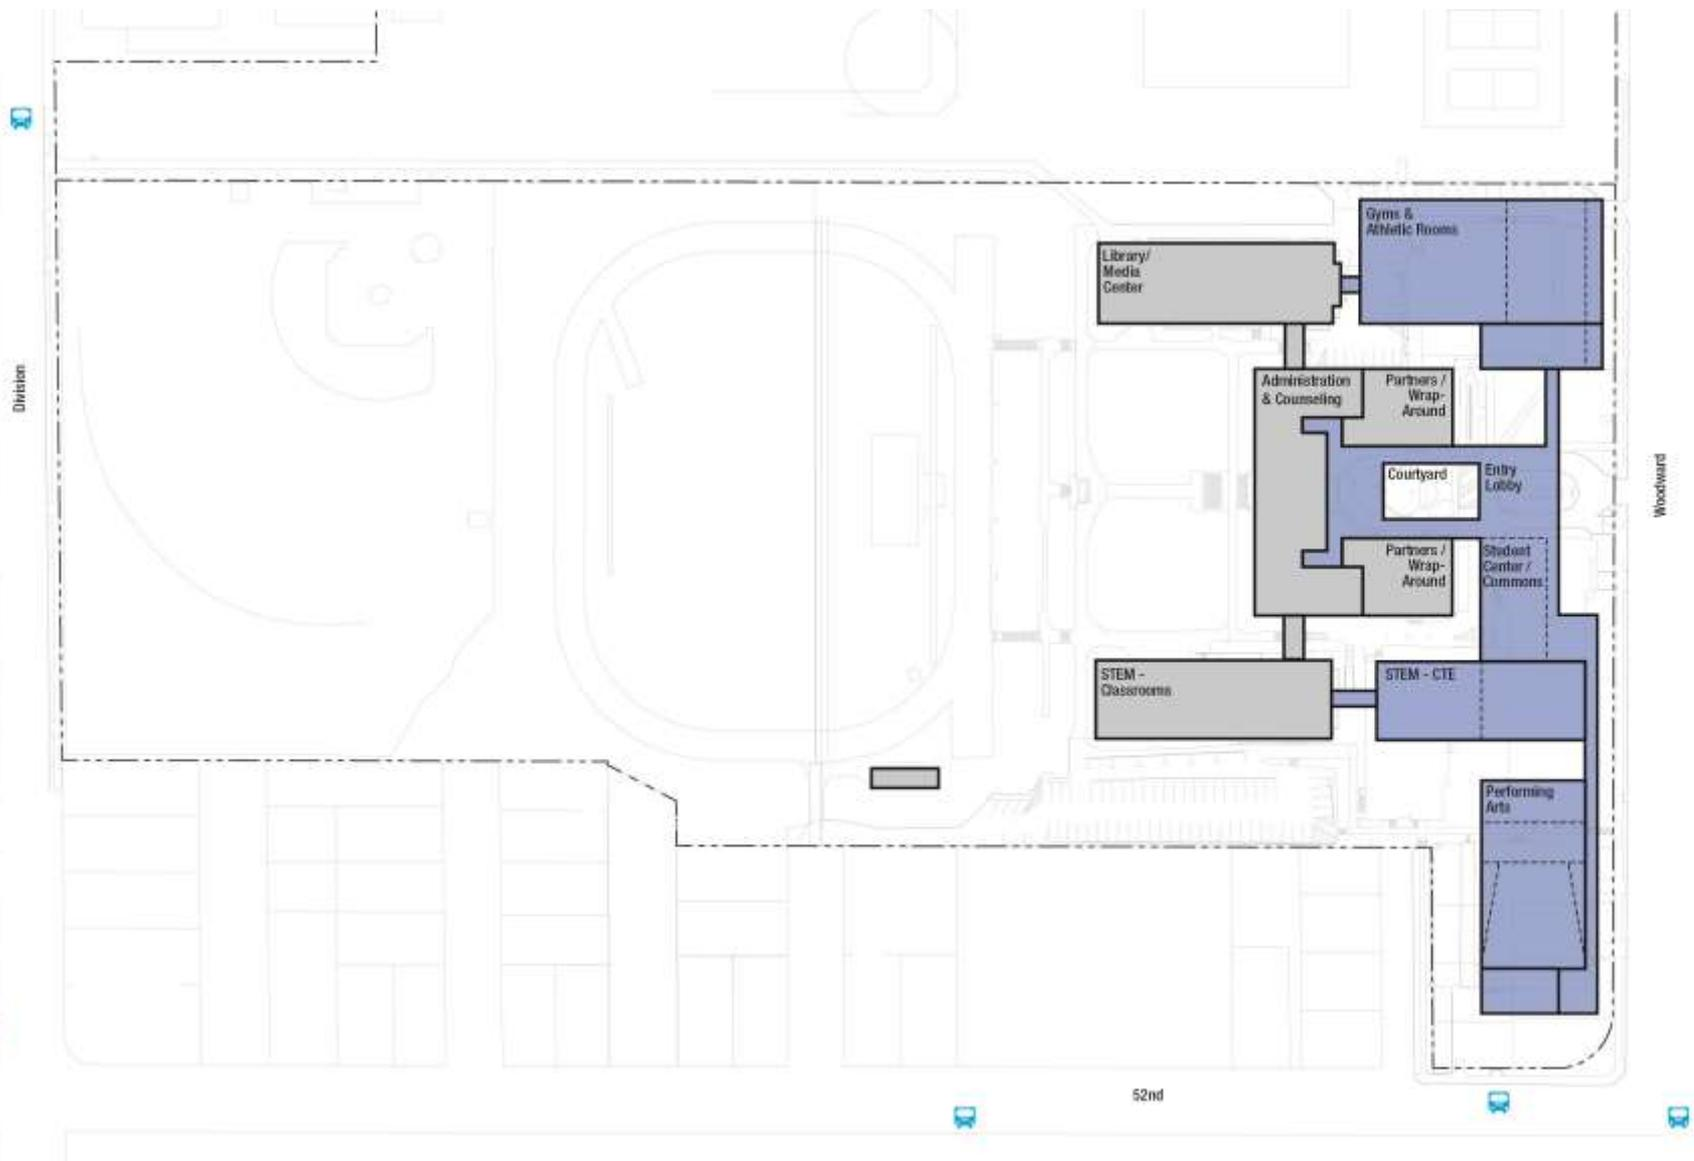 Gyms &
Athletic Rooms
Library/
Media
Center
Administration
& Counseling
Partners /
Wrap-
Around
Courtyard
Entry
Lobby
Partners /
Wrap-
Around
Student
Center /
Commons
STEM -
Classrooms
STEM - CTE
Performing
Arts
Division
Woodward
52nd